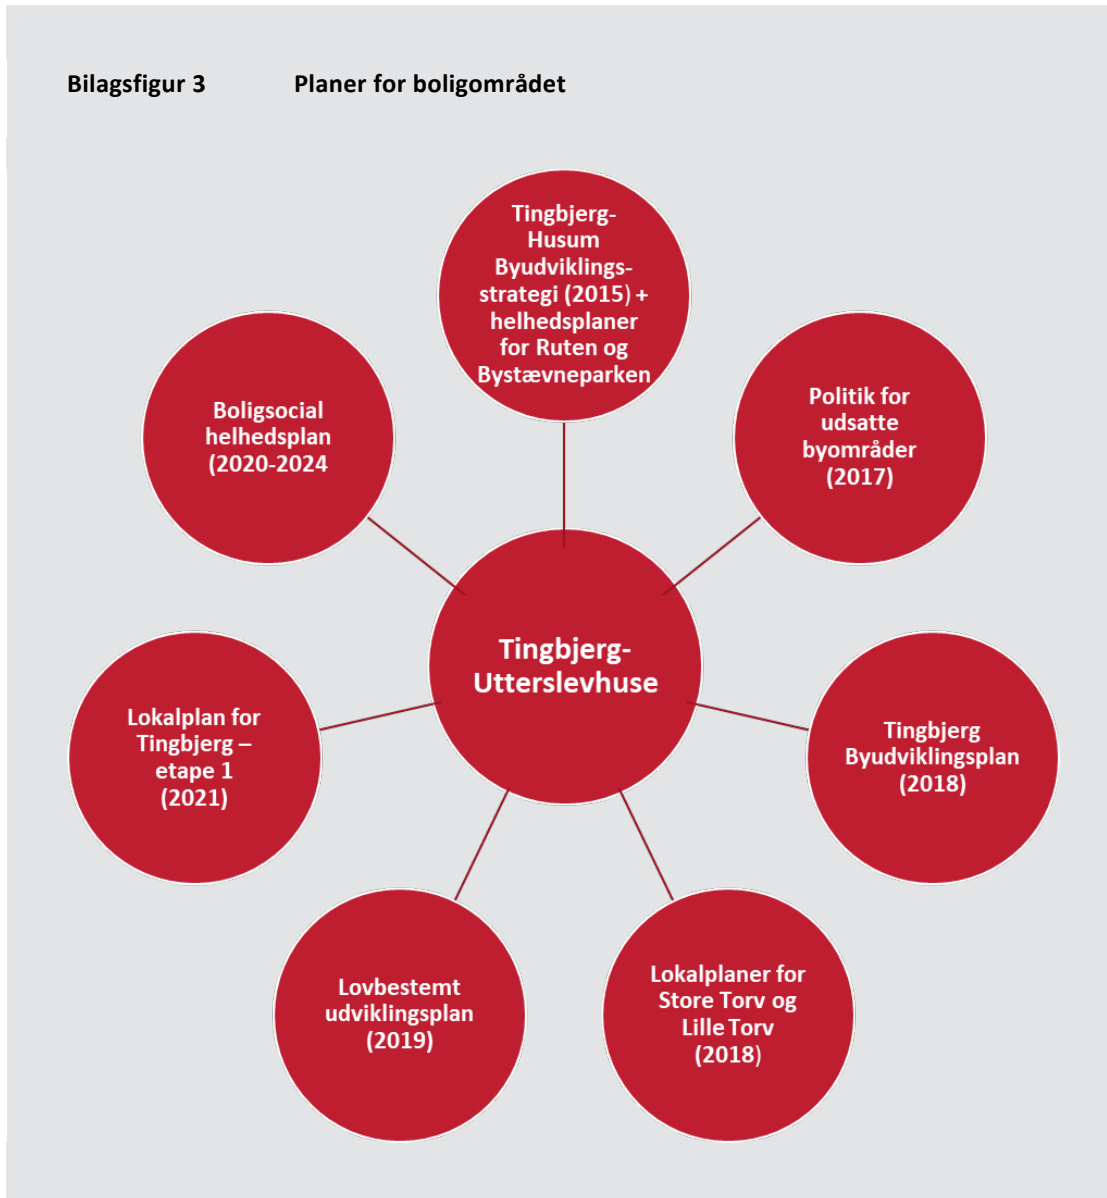 Bilagsfigur 3 Planer for boligområdet
Tingbjerg-
Husum
Byudviklings-
strategi (2015) +
helhedsplaner
for Ruten og
Bystævneparken
Politik for
udsatte
byområder
(2017)
Tingbjerg
Byudviklingsplan
(2018)
Lokalplaner for
Store Torv og
Lille Torv
(2018)
Lovbestemt
udviklingsplan
(2019)
Lokalplan for
Tingbjerg –
etape 1
(2021)
Boligsocial
helhedsplan
(2020-2024
Tingbjerg-
Utterslevhuse